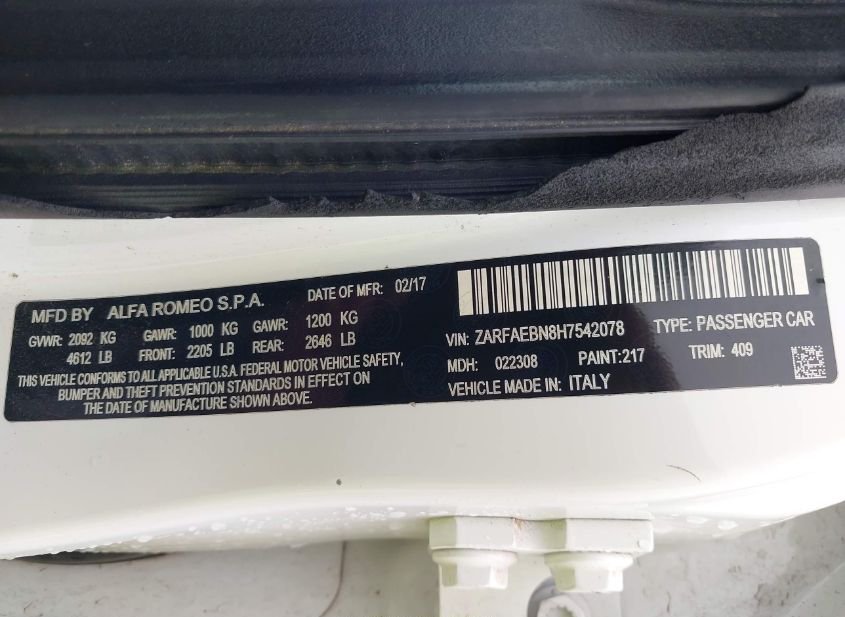 MFD BY ALFA ROMEO S.P.A. DATE OF MFR: 02/17
GVWR: 2092 KG GAWR: 1000 KG GAWR: 1200 KG
4612 LB FRONT: 2205 LB REAR: 2646 LB
THIS VEHICLE CONFORMS TO ALL APPLICABLE U.S.A. FEDERAL MOTOR VEHICLE SAFETY,
BUMPER AND THEFT PREVENTION STANDARDS IN EFFECT ON
THE DATE OF MANUFACTURE SHOWN ABOVE.
VIN: ZARFAEBN8H7542078 TYPE: PASSENGER CAR
MDH: 022308 PAINT: 217 TRIM: 409
VEHICLE MADE IN: ITALY